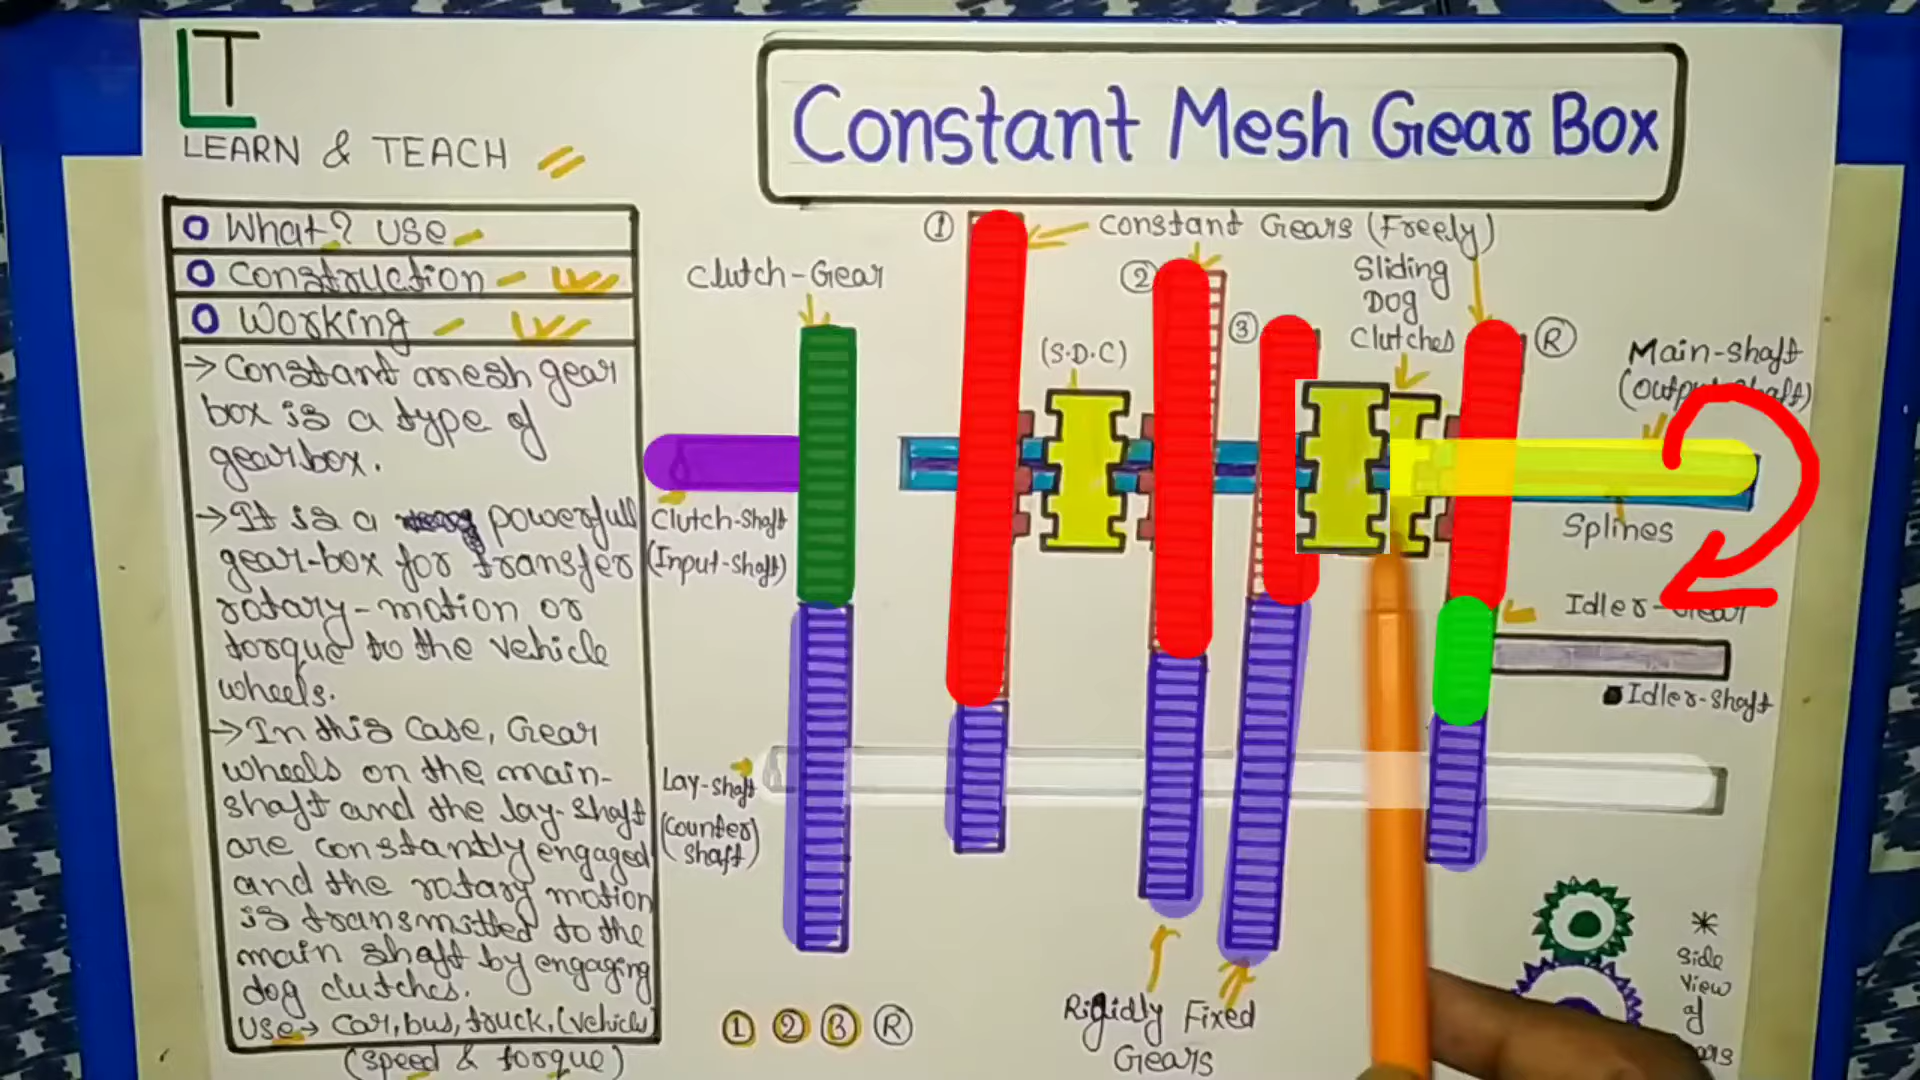 LT
LEARN & TEACH
Constant Mesh Gear Box
What? use
Construction
Working
→ Constant mesh gear
box is a type of
gearbox.
→ It is a powerfull
gear-box for transfer
rotary-motion or
torque to the vehicle
wheels.
→ In this case, Gear
wheels on the main-
shaft and the lay-shaft
are constantly engaged
and the rotary motion
is transmitted to the
main shaft by engaging
dog clutches.
Use → car, bus, truck, (vehicle)
(speed & torque)
Clutch-Gear
①
Constant Gears (Freely)
②
(S.D.C)
③
Sliding
Dog
Clutches
Ⓡ
Main-shaft
(Output-shaft)
Clutch-Shaft
(Input-shaft)
Splines
Idler-Gear
Idler-shaft
Lay-shaft
(counter
shaft)
① ② ③ Ⓡ
Rigidly Fixed
Gears
*
Side
View
of